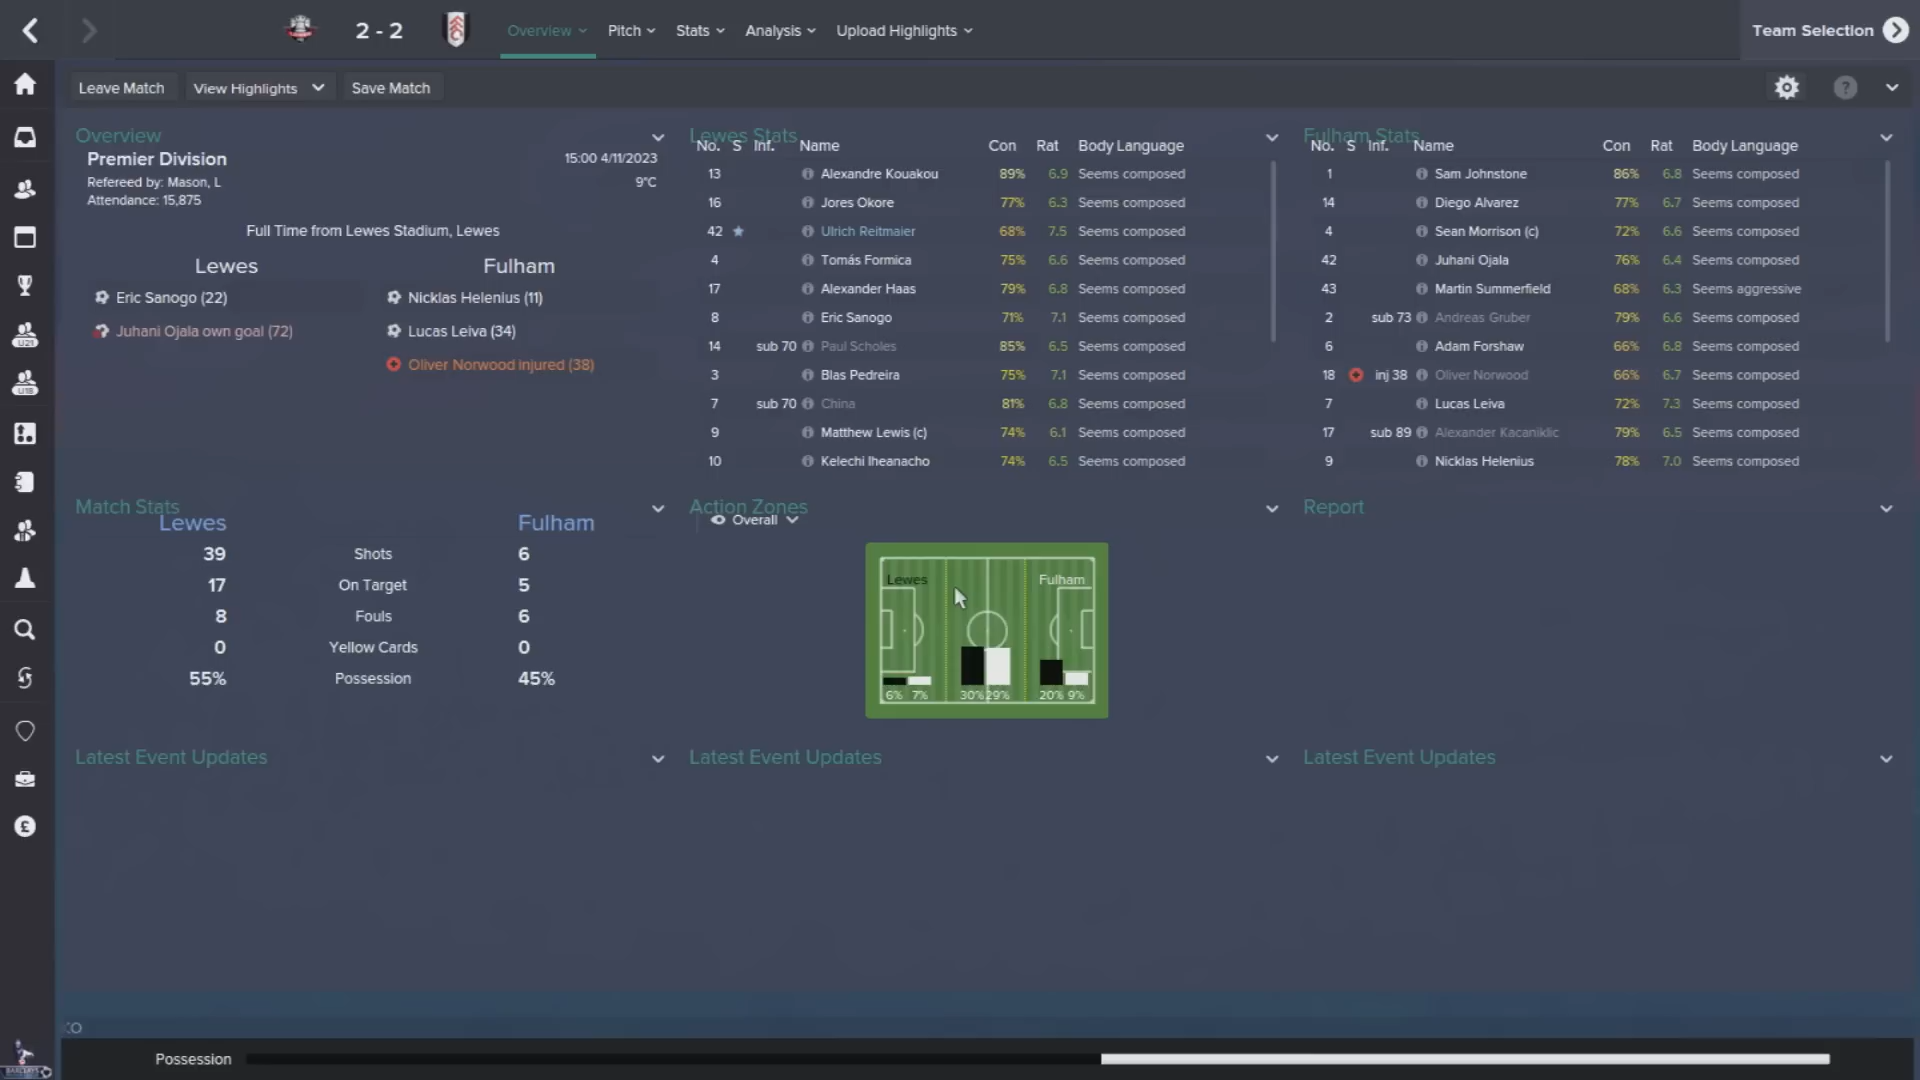 2 - 2
Overview
Pitch
Stats
Analysis
Upload Highlights
Team Selection
Leave Match
View Highlights
Save Match
?
Overview
Premier Division
15:00 4/11/2023
Refereed by: Mason, L
9°C
Attendance: 15,875
Full Time from Lewes Stadium, Lewes
Lewes
Fulham
Eric Sanogo (22)
Nicklas Helenius (11)
Juhani Ojala own goal (72)
Lucas Leiva (34)
Oliver Norwood injured (38)
Lewes Stats
No. S Inf. Name Con Rat Body Language
13 Alexandre Kouakou 89% 6.9 Seems composed
16 Jores Okore 77% 6.3 Seems composed
42 Ulrich Reitmaier 68% 7.5 Seems composed
4 Tomás Formica 75% 6.6 Seems composed
17 Alexander Haas 79% 6.8 Seems composed
8 Eric Sanogo 71% 7.1 Seems composed
14 sub 70 Paul Scholes 85% 6.5 Seems composed
3 Blas Pedreira 75% 7.1 Seems composed
7 sub 70 China 81% 6.8 Seems composed
9 Matthew Lewis (c) 74% 6.1 Seems composed
10 Kelechi Iheanacho 74% 6.5 Seems composed
Fulham Stats
No. S Inf. Name Con Rat Body Language
1 Sam Johnstone 86% 6.8 Seems composed
14 Diego Alvarez 77% 6.7 Seems composed
4 Sean Morrison (c) 72% 6.6 Seems composed
42 Juhani Ojala 76% 6.4 Seems composed
43 Martin Summerfield 68% 6.3 Seems aggressive
2 sub 73 Andreas Gruber 79% 6.6 Seems composed
6 Adam Forshaw 66% 6.8 Seems composed
18 inj 38 Oliver Norwood 66% 6.7 Seems composed
7 Lucas Leiva 72% 7.3 Seems composed
17 sub 89 Alexander Kacaniklic 79% 6.5 Seems composed
9 Nicklas Helenius 78% 7.0 Seems composed
Match Stats
Lewes Fulham
39 Shots 6
17 On Target 5
8 Fouls 6
0 Yellow Cards 0
55% Possession 45%
Action Zones
Overall
Lewes Fulham
6% 7% 30% 29% 20% 9%
Report
Latest Event Updates
Latest Event Updates
Latest Event Updates
U21
U18
£
KO
Possession
BARCLAYS